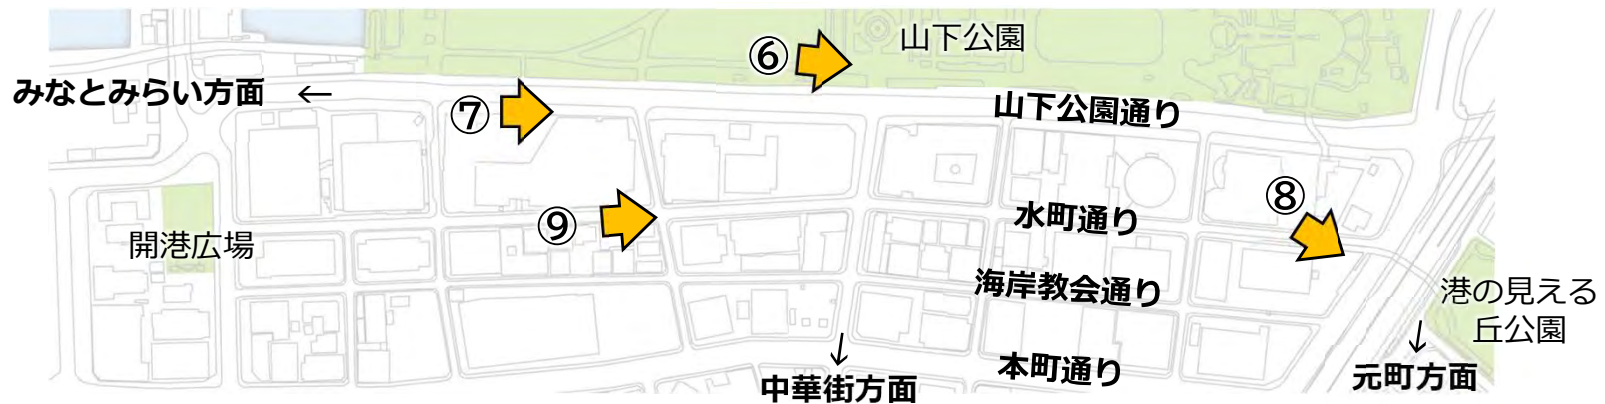 ⑥
山下公園
みなとみらい方面 ←
⑦
山下公園通り
⑧
⑨
水町通り
開港広場
海岸教会通り
港の見える
丘公園
↓
中華街方面
本町通り
↓
元町方面